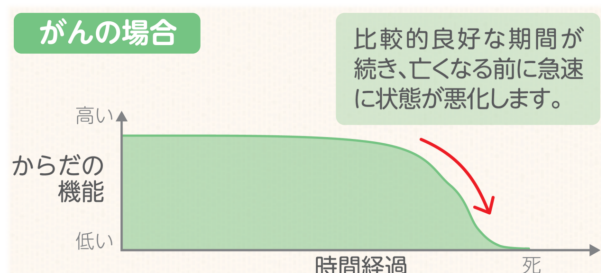 がんの場合
比較的良好な期間が
続き、亡くなる前に急速
に状態が悪化します。
高い
からだの
機能
低い
時間経過
死